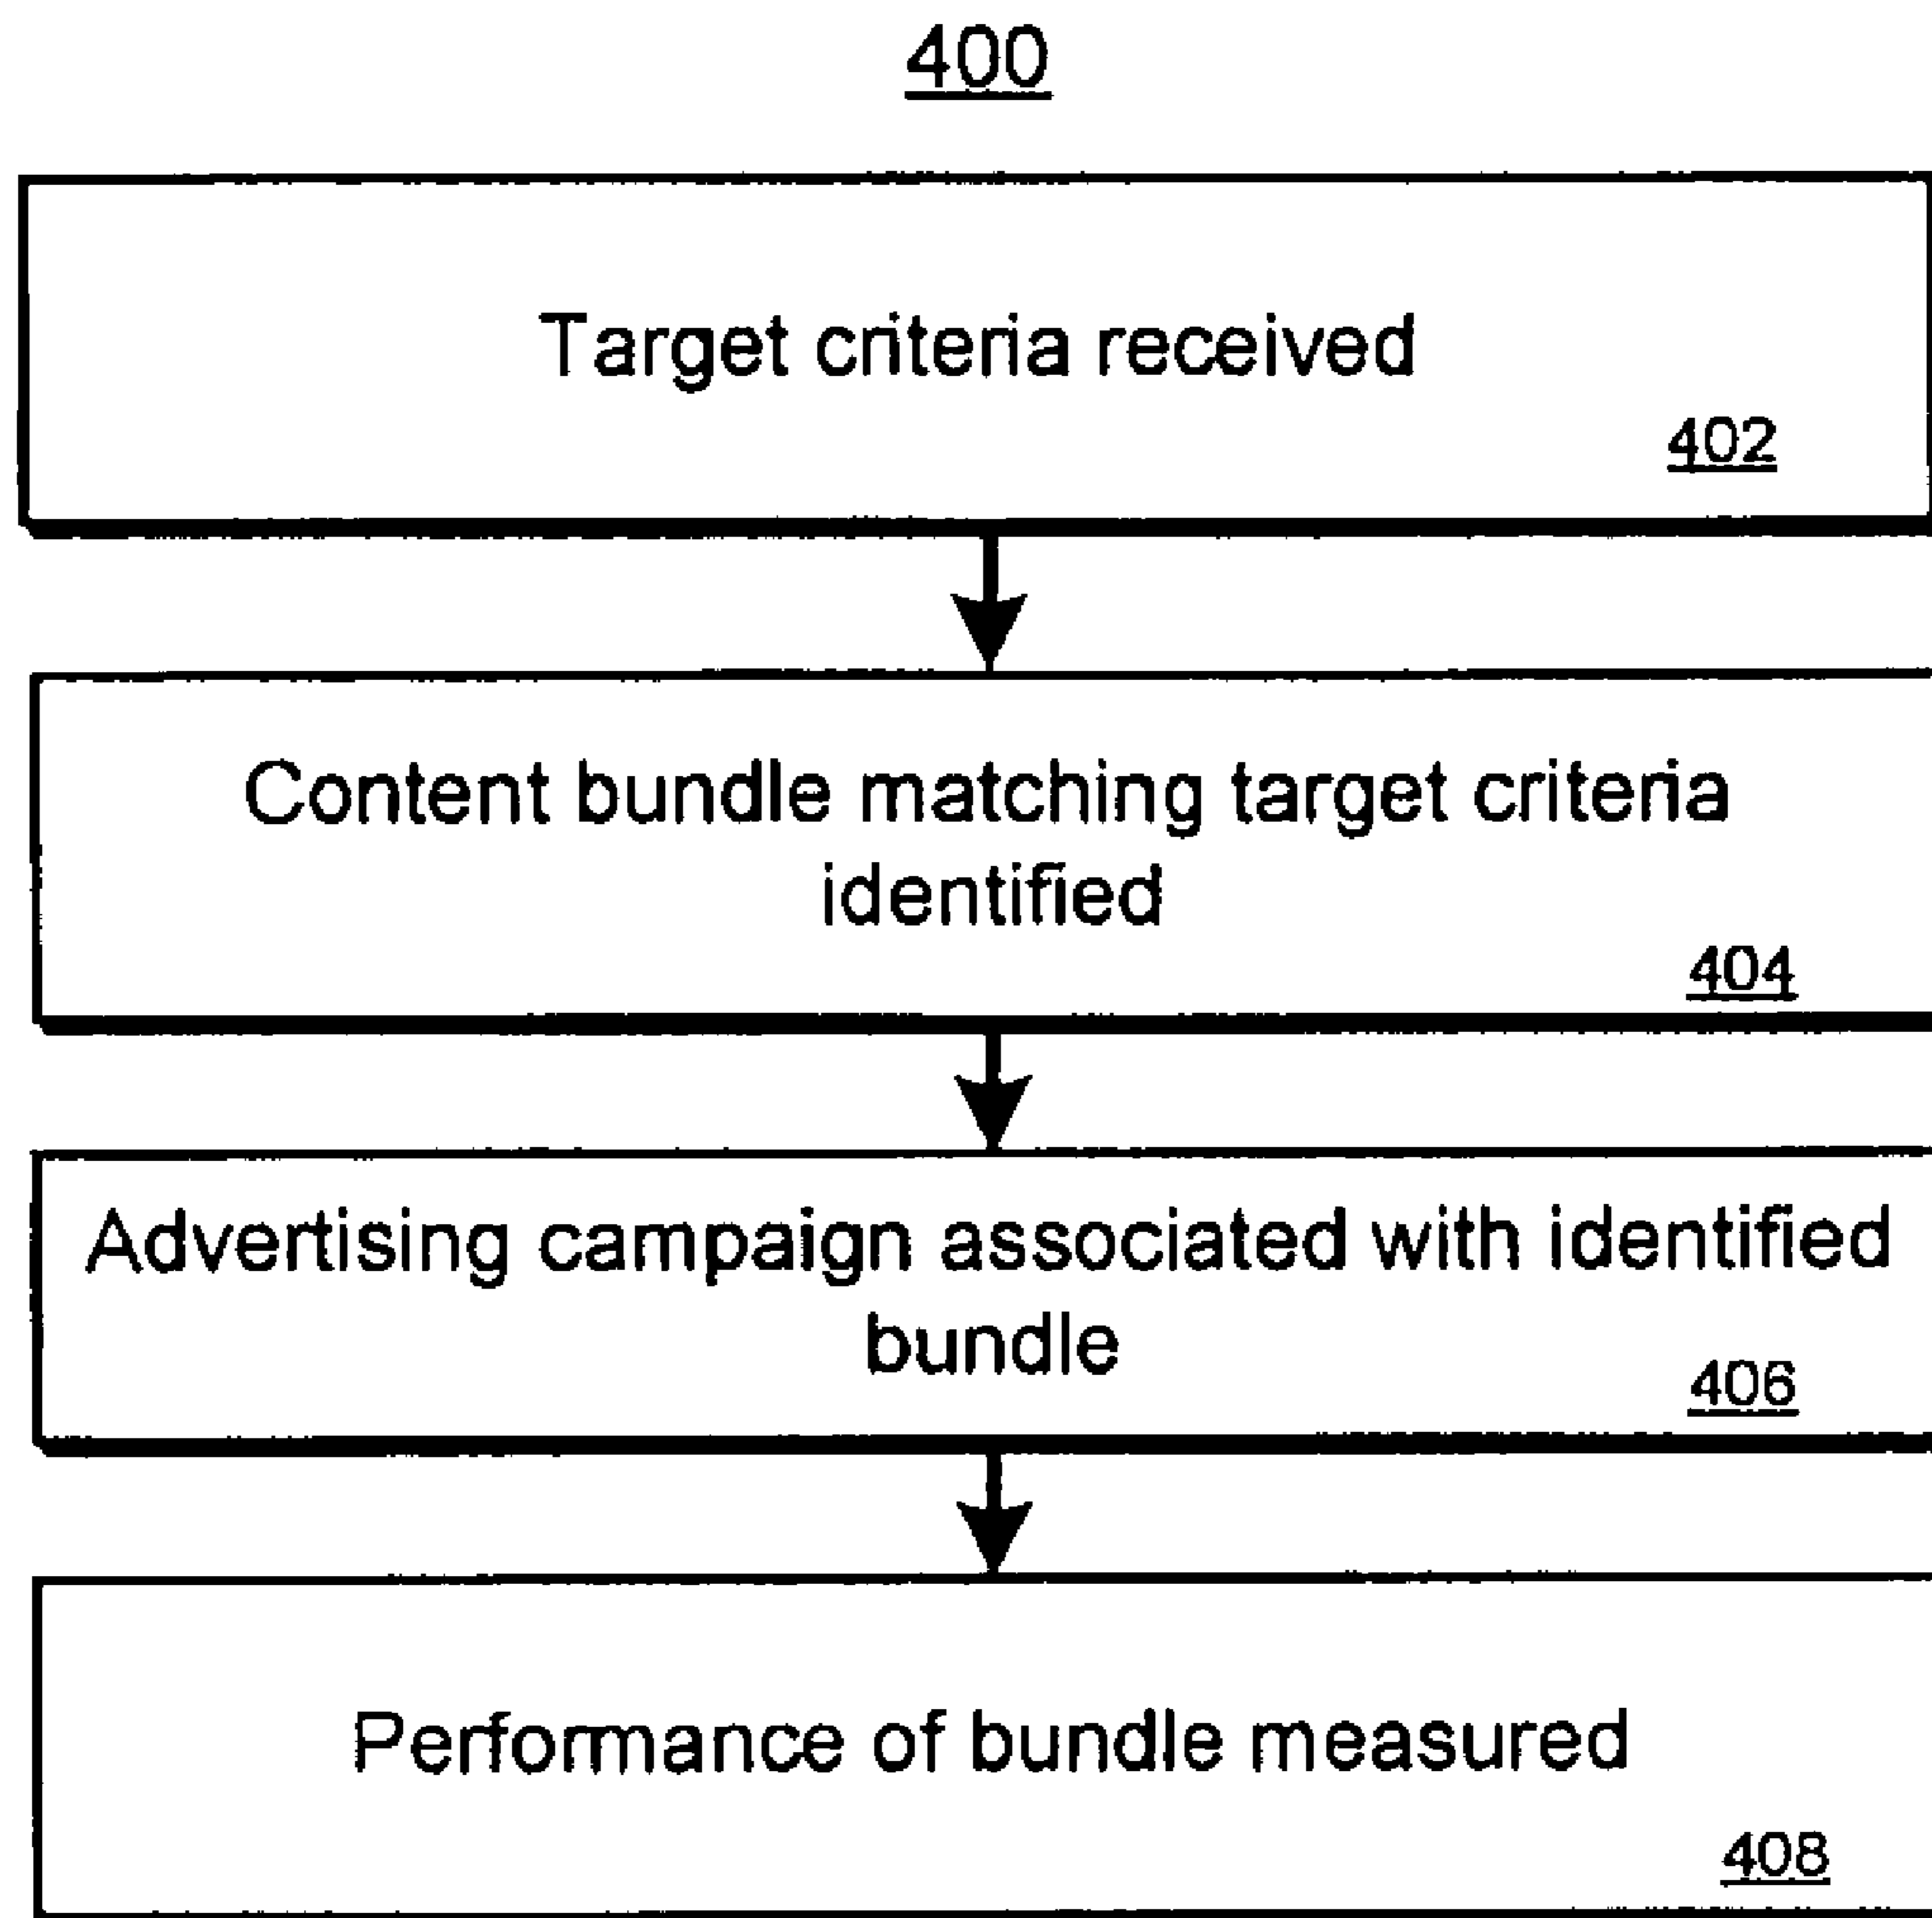 400
Target criteria received
402
Content bundle matching target criteria
identified
404
Advertising campaign associated with identified
bundle
406
Performance of bundle measured
408